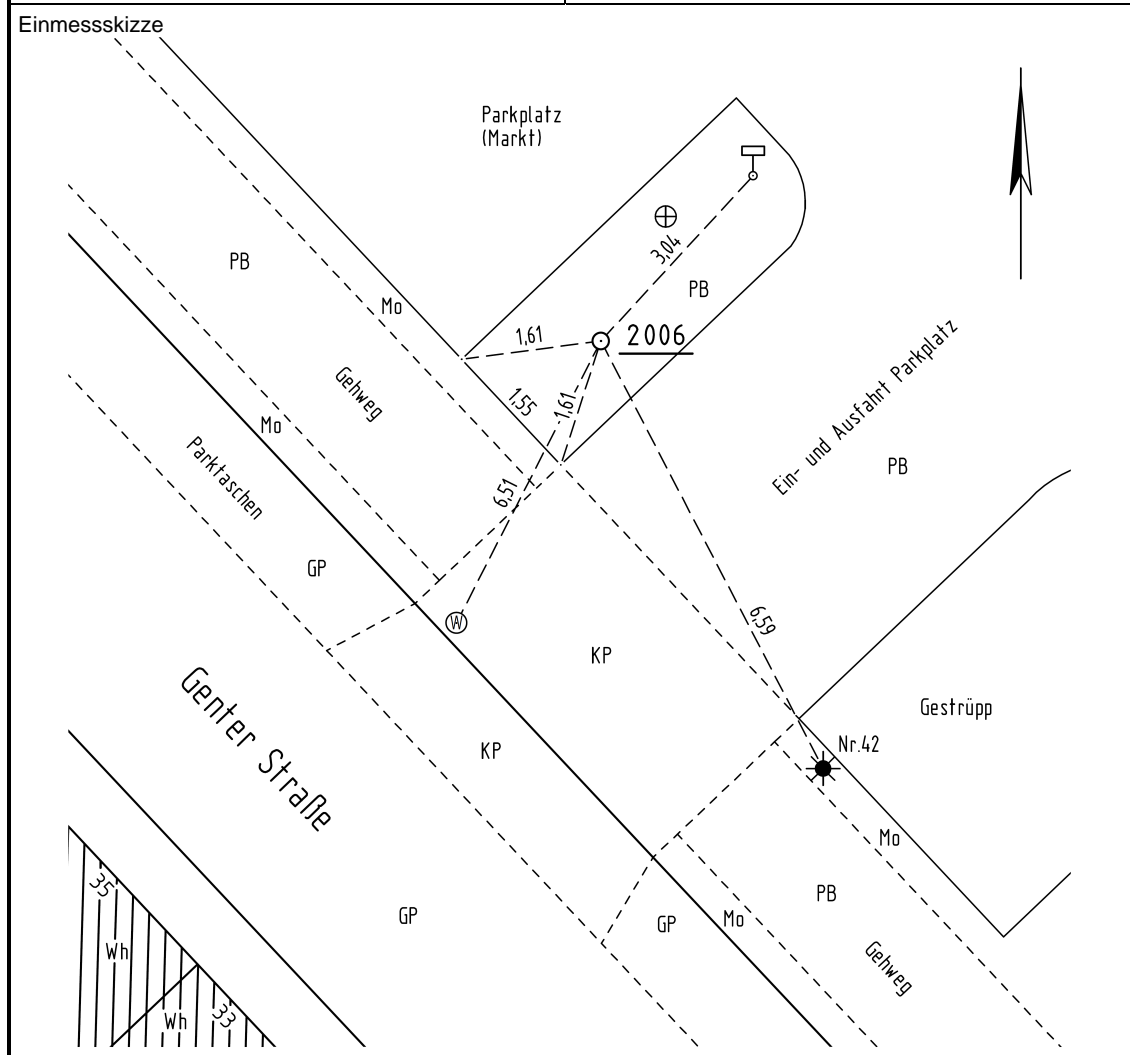 Einmessskizze
Parkplatz
(Markt)
PB
Mo
3,04
PB
1,61
2006
Gehweg
1,55
1,61
Mo
Parktaschen
Ein- und Ausfahrt Parkplatz
PB
6,51
GP
W
6,59
KP
Gestrüpp
Nr.42
KP
Genter Straße
Mo
35
PB
GP
GP
Mo
Wh
Gehweg
Wh
33